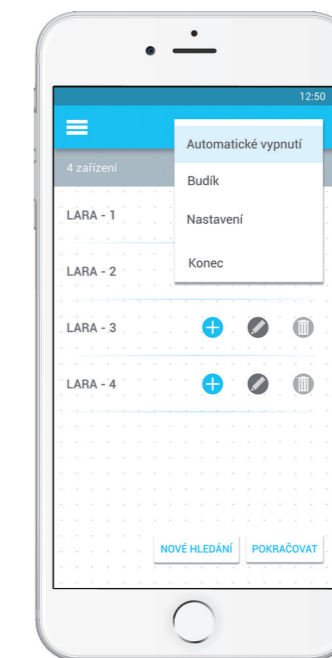 12:50
Automatické vypnutí
4 zařízení
Budík
LARA - 1
Nastavení
LARA - 2
Konec
LARA - 3
LARA - 4
NOVÉ HLEDÁNÍ
POKRAČOVAT